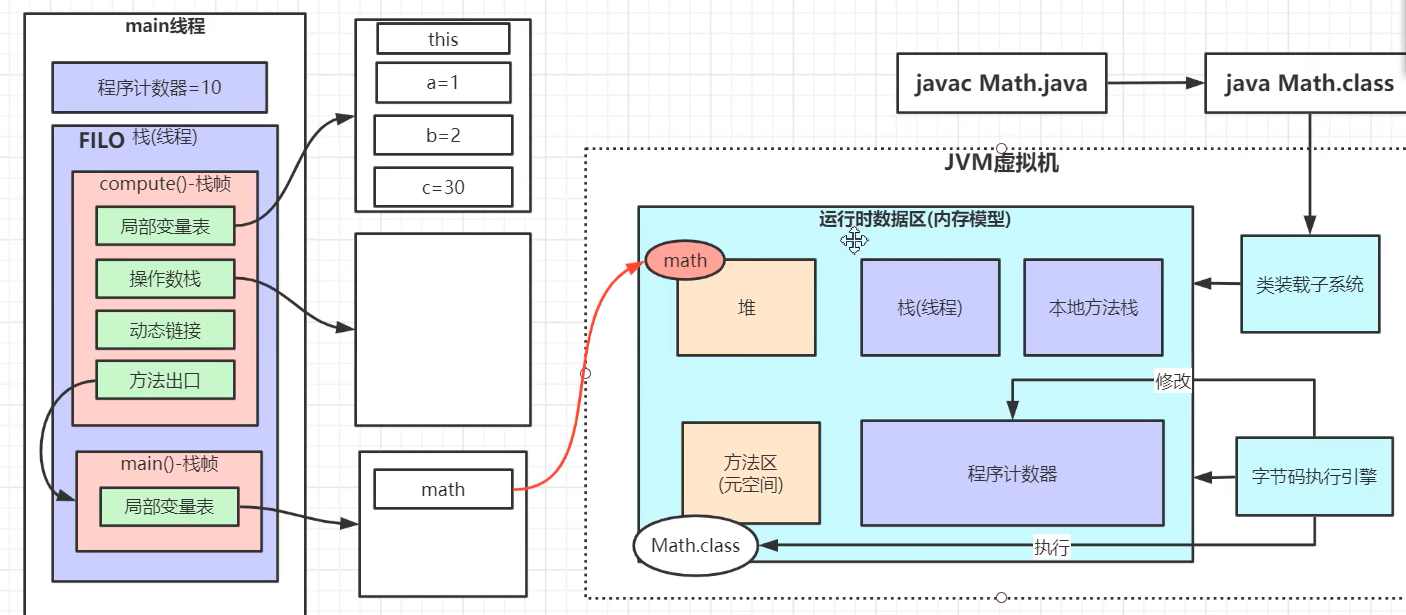 main线程
程序计数器=10
FILO 栈(线程)
compute()-栈帧
局部变量表
操作数栈
动态链接
方法出口
main()-栈帧
局部变量表
this
a=1
b=2
c=30
math
javac Math.java
java Math.class
JVM虚拟机
运行时数据区(内存模型)
math
堆
栈(线程)
本地方法栈
类装载子系统
修改
方法区
(元空间)
程序计数器
字节码执行引擎
Math.class
执行